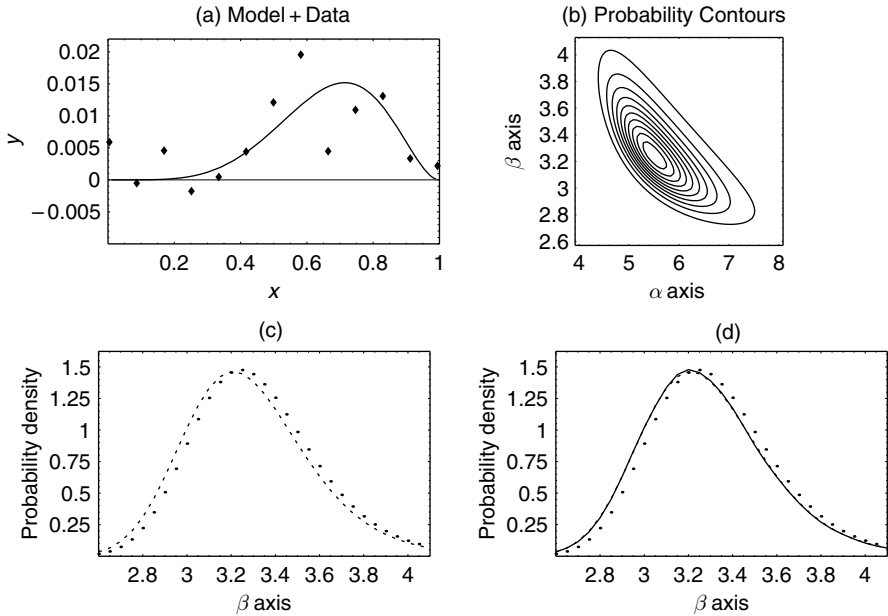 (a) Model + Data
0.02
0.015
0.01
0.005
0
−0.005
y
0.2 0.4 0.6 0.8 1
x
(b) Probability Contours
4
3.8
3.6
3.4
3.2
3
2.8
2.6
β axis
4 5 6 7 8
α axis
(c)
1.5
1.25
1
0.75
0.5
0.25
Probability density
2.8 3 3.2 3.4 3.6 3.8 4
β axis
(d)
1.5
1.25
1
0.75
0.5
0.25
Probability density
2.8 3 3.2 3.4 3.6 3.8 4
β axis